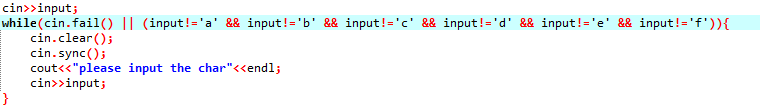 cin>>input;
while(cin.fail() || (input!='a' && input!='b' && input!='c' && input!='d' && input!='e' && input!='f')){
cin.clear();
cin.sync();
cout<<"please input the char"<<endl;
cin>>input;
}